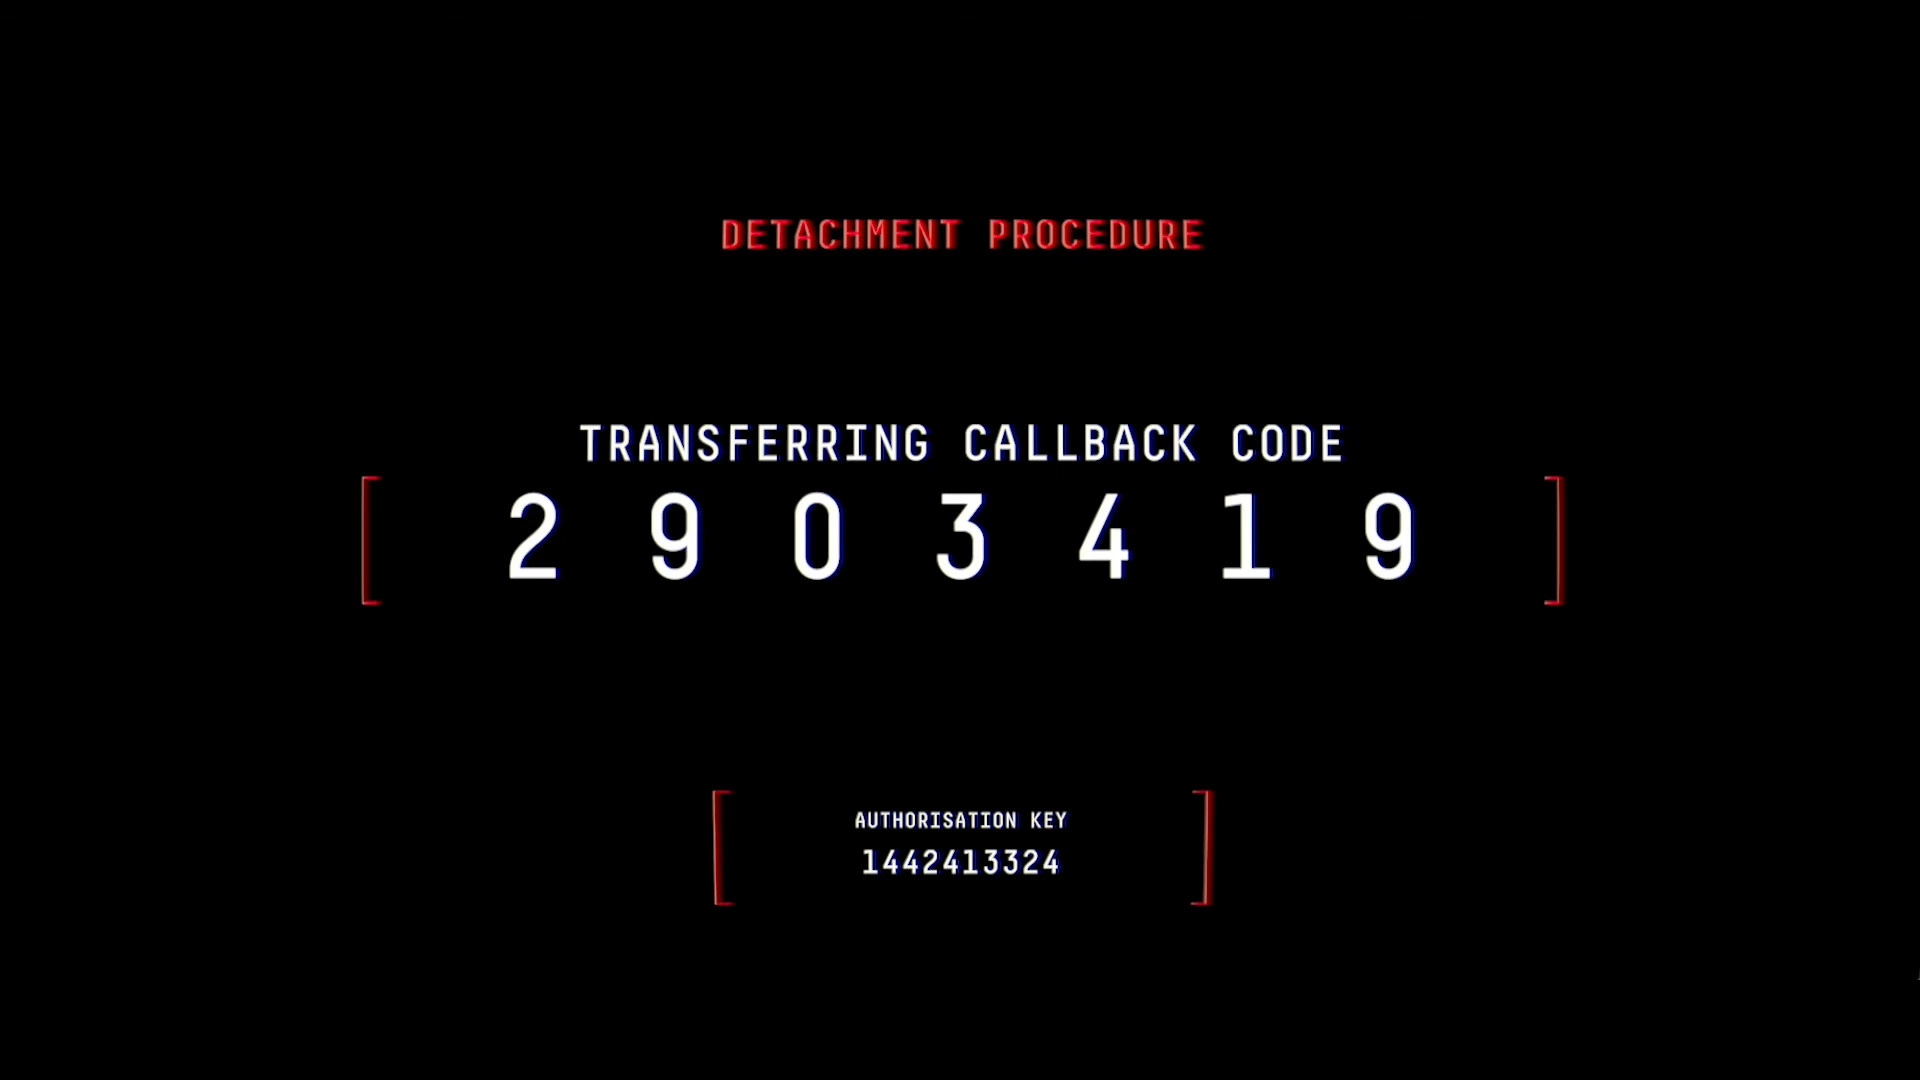 DETACHMENT PROCEDURE
TRANSFERRING CALLBACK CODE
[ 2 9 0 3 4 1 9 ]
AUTHORISATION KEY
1442413324